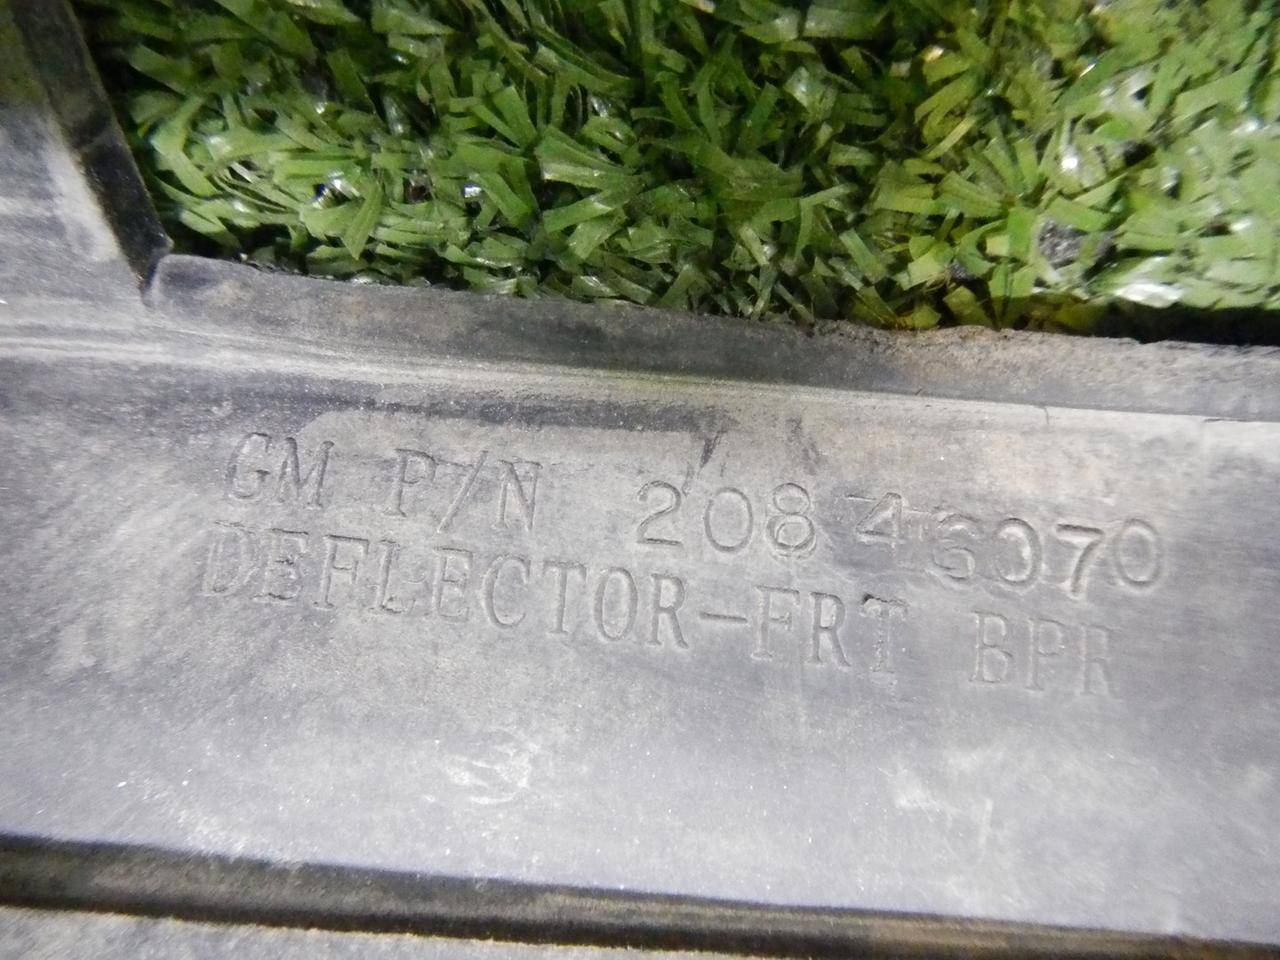 GM P/N 20846070
DEFLECTOR-FRT BPR